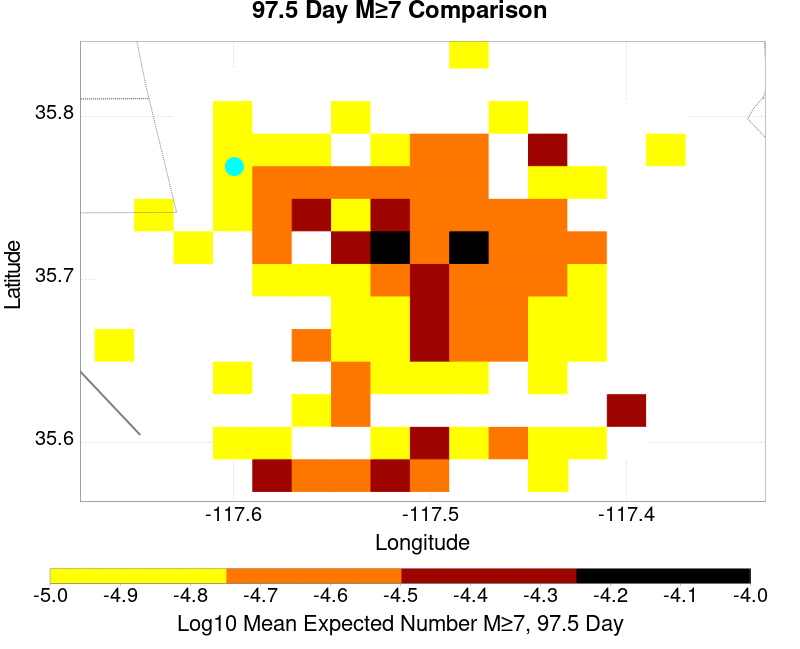 97.5 Day M≥7 Comparison
35.8
35.7
35.6
Latitude
-117.6 -117.5 -117.4
Longitude
-5.0 -4.9 -4.8 -4.7 -4.6 -4.5 -4.4 -4.3 -4.2 -4.1 -4.0
Log10 Mean Expected Number M≥7, 97.5 Day